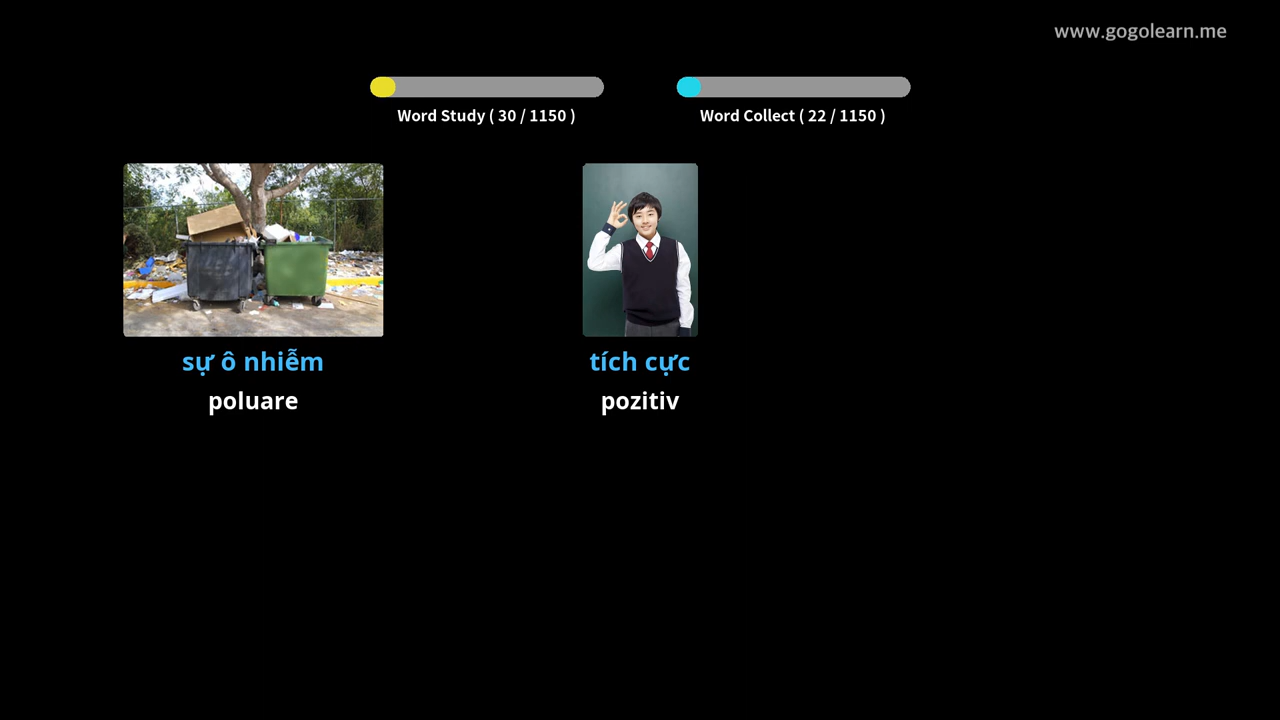 www.gogolearn.me
Word Study ( 30 / 1150 )
Word Collect ( 22 / 1150 )
sự ô nhiễm
poluare
tích cực
pozitiv